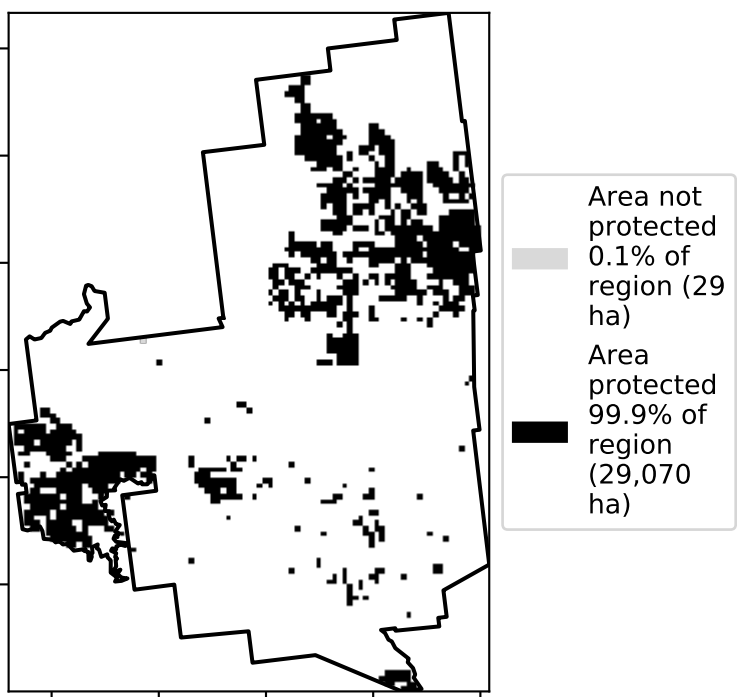 Area not
protected
0.1% of
region (29
ha)
Area
protected
99.9% of
region
(29,070
ha)